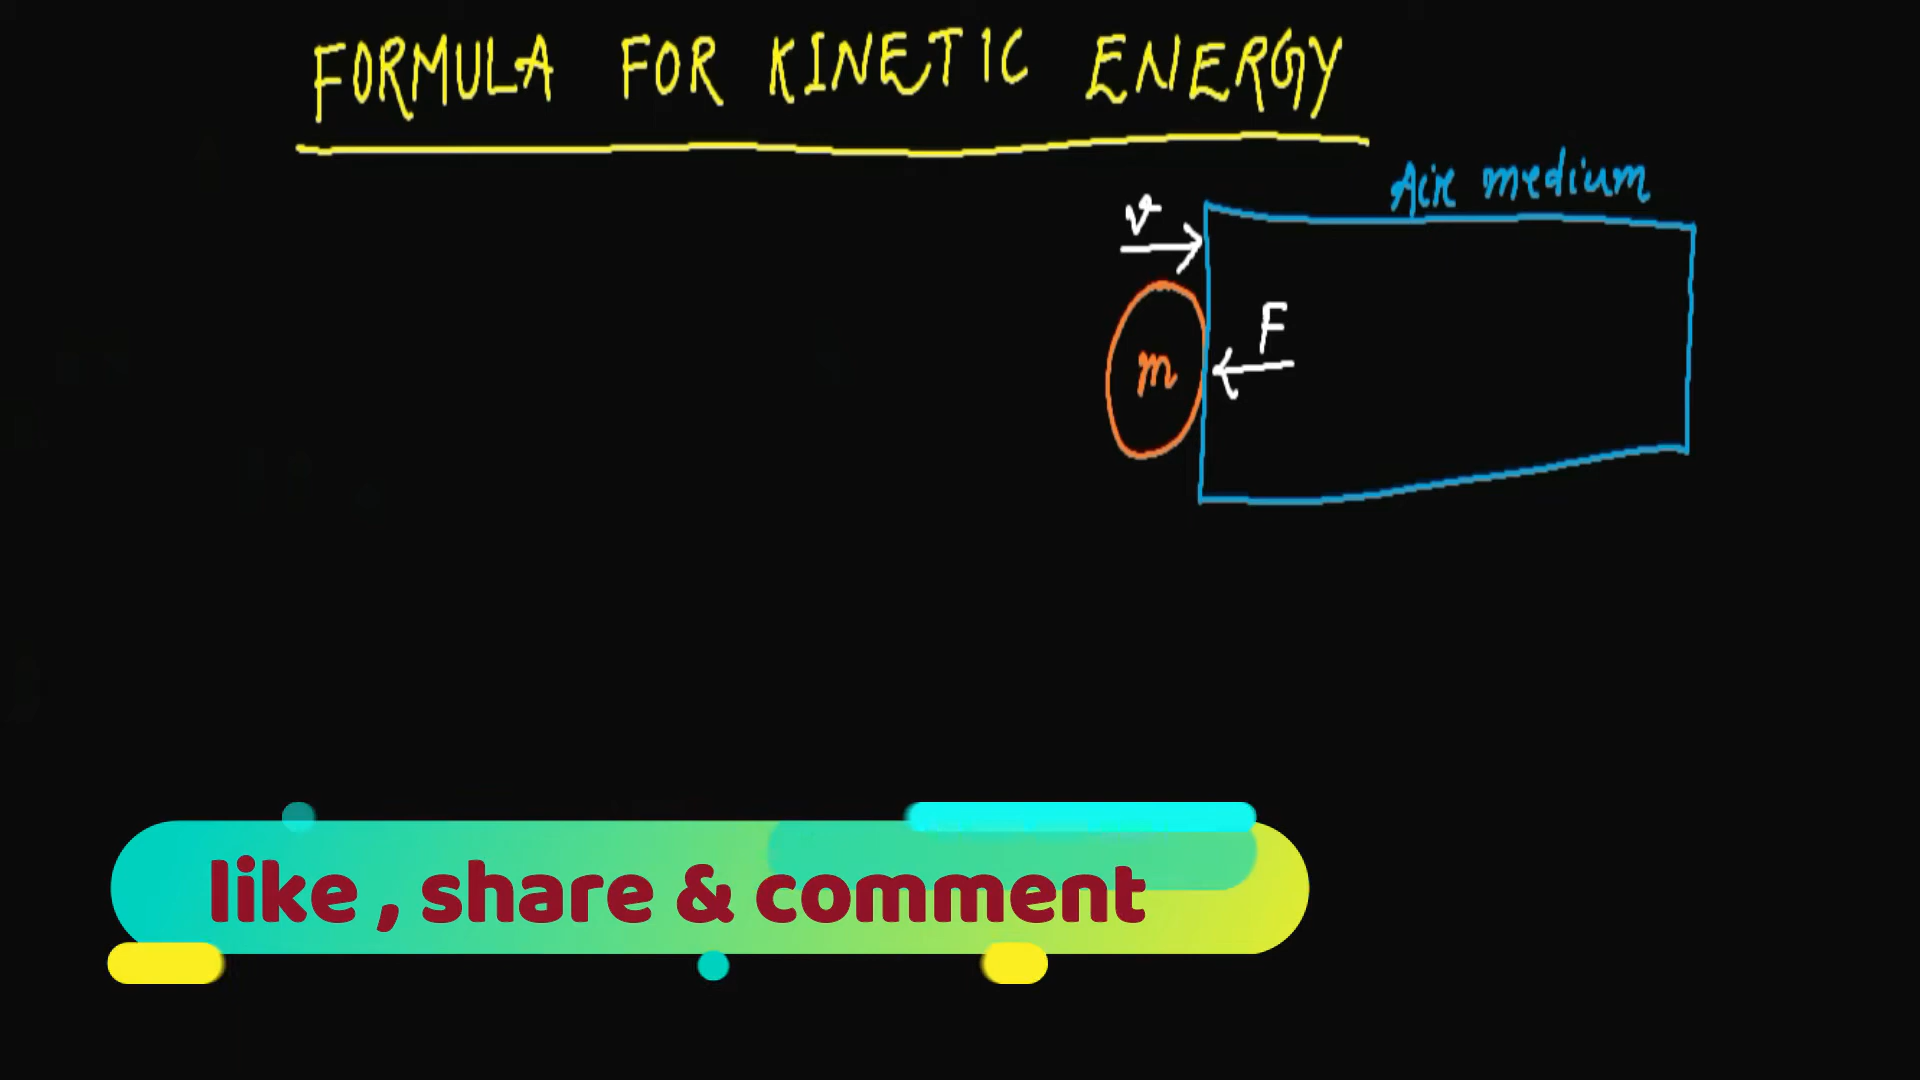 FORMULA FOR KINETIC ENERGY
Air medium
v
F
m
like , share & comment